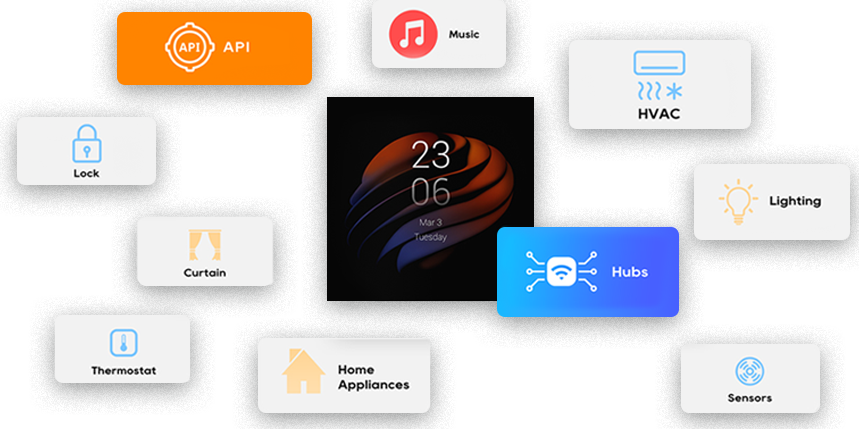 API
API
Music
HVAC
23
06
Mar 3
Tuesday
Lock
Lighting
Curtain
Hubs
Thermostat
Home
Appliances
Sensors